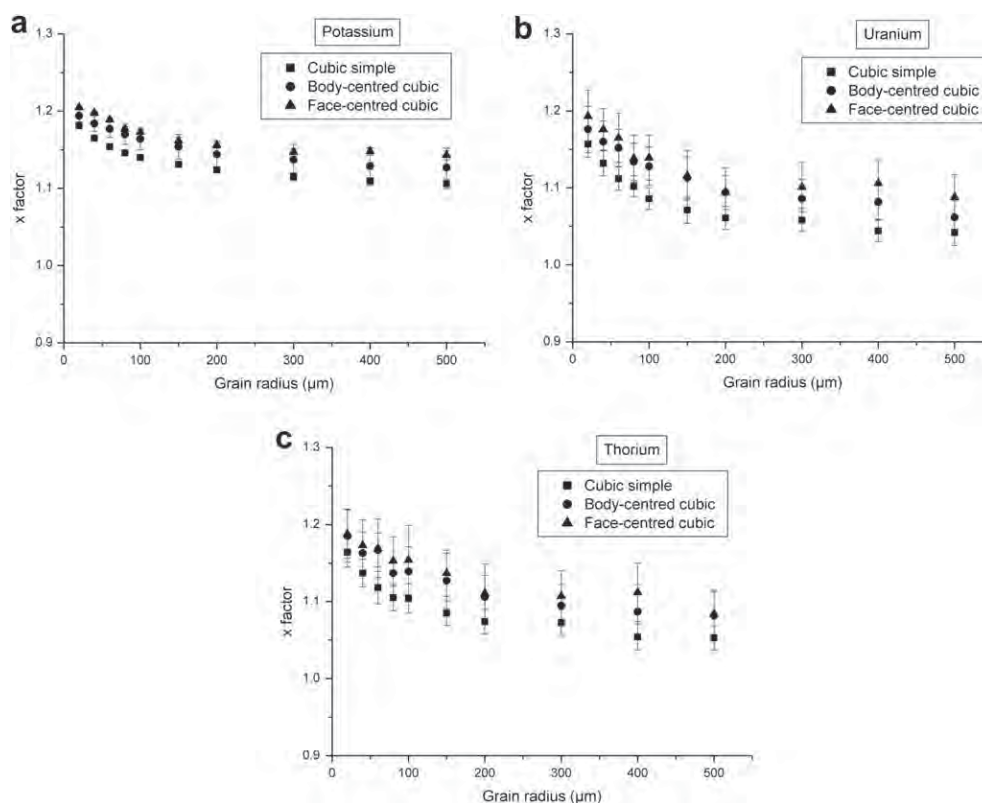 a
Potassium
Cubic simple
Body-centred cubic
Face-centred cubic
1.3
1.2
1.1
1.0
0.9
x factor
0 100 200 300 400 500
Grain radius (µm)
b
Uranium
Cubic simple
Body-centred cubic
Face-centred cubic
1.3
1.2
1.1
1.0
0.9
x factor
0 100 200 300 400 500
Grain radius (µm)
c
Thorium
Cubic simple
Body-centred cubic
Face-centred cubic
1.3
1.2
1.1
1.0
0.9
x factor
0 100 200 300 400 500
Grain radius (µm)